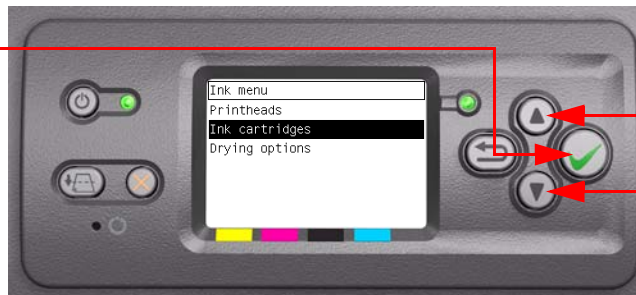 Ink menu
Printheads
Ink cartridges
Drying options